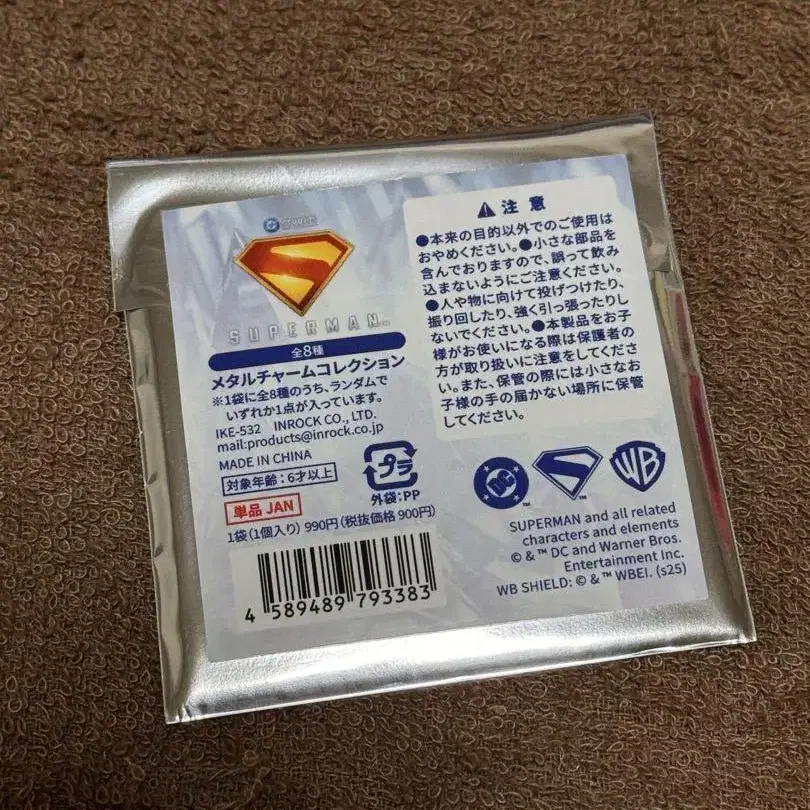 SUPERMAN
全8種
メタルチャームコレクション
※1袋に全8種のうち、ランダムで
いずれか1点が入っています。
IKE-532 INROCK CO., LTD.
mail:products@inrock.co.jp
MADE IN CHINA
対象年齢：6才以上
プラ
外袋：PP
単品 JAN
1袋（1個入り）990円（税抜価格 900円）
4 589489 793383
注意
●本来の目的以外でのご使用は
おやめください。●小さな部品を
含んでおりますので、誤って飲み
込まないようにご注意ください。
●人や物に向けて投げつけたり、
振り回したり、強く引っ張ったりし
ないでください。●本製品をお子
様がお使いになる際は保護者の
方が取り扱いに注意をしてくださ
い。また、保管の際には小さなお
子様の手の届かない場所に保管
してください。
DC
WB
SUPERMAN and all related
characters and elements
© & ™ DC and Warner Bros.
Entertainment Inc.
WB SHIELD: © & ™ WBEI. (s25)